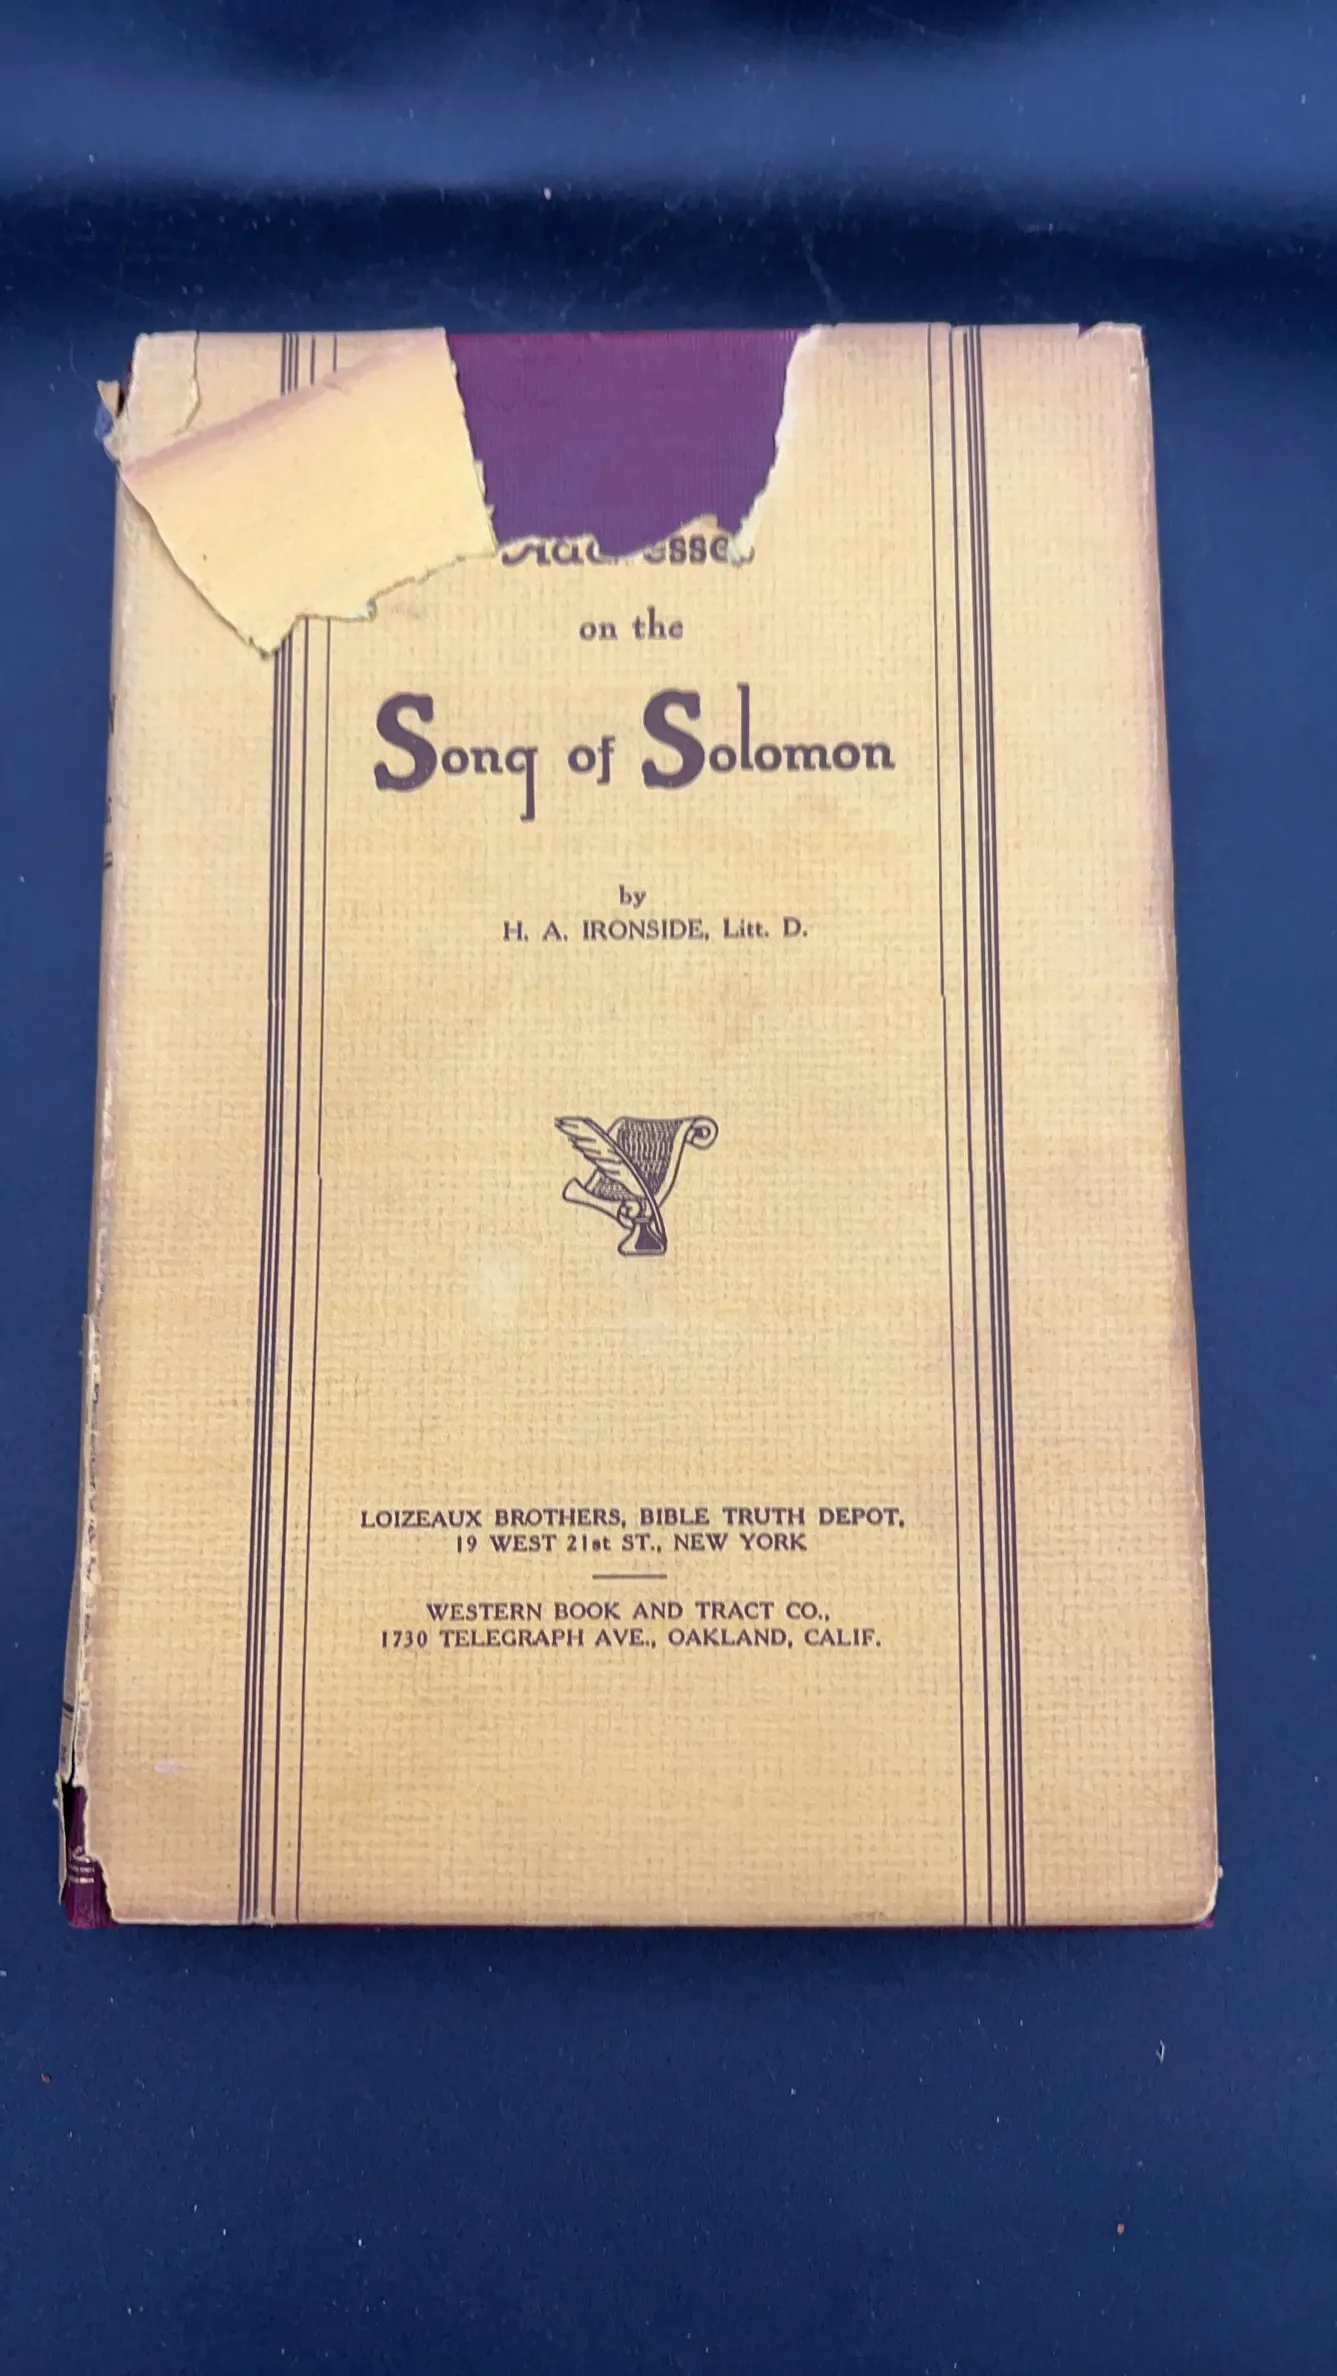 on the
Song of Solomon
by
H. A. IRONSIDE, Litt. D.
LOIZEAUX BROTHERS, BIBLE TRUTH DEPOT,
19 WEST 21st ST., NEW YORK
WESTERN BOOK AND TRACT CO.,
1730 TELEGRAPH AVE., OAKLAND, CALIF.